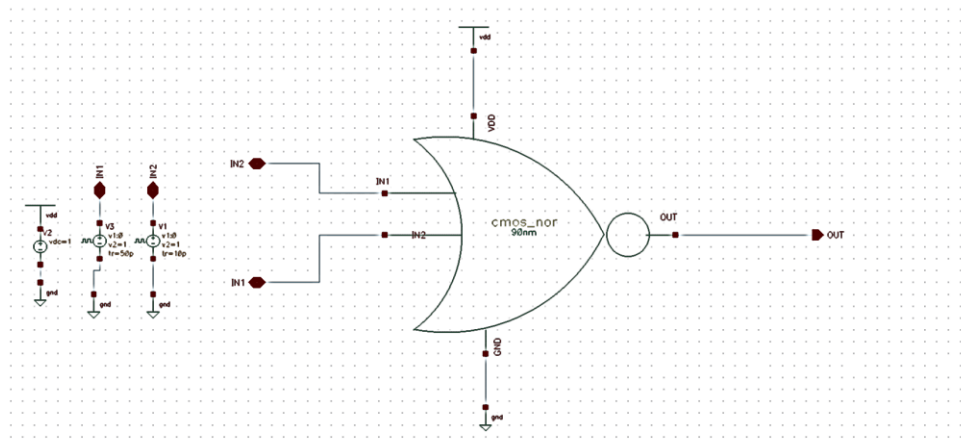 vdd
VDD
IN1
IN2
IN2
IN1
OUT
cmos_nor
90nm
IN2
OUT
vdd
V2
vdc=1
V3
v1:0
v2=1
tr=50p
V1
v1:0
v2=1
tr=10p
IN1
gnd
gnd
gnd
GND
gnd